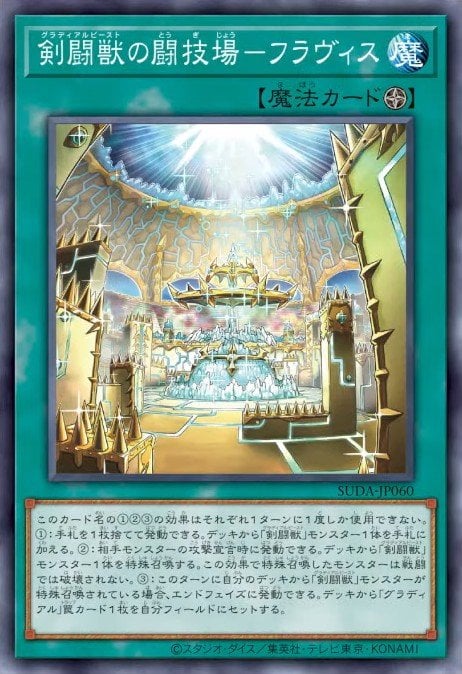 グラディアルビースト とうぎじょう
剣闘獣の闘技場－フラヴィス 魔
【魔法カード】
SUDA-JP060
このカード名の①②③の効果はそれぞれ１ターンに１度しか使用できない。
①：手札を１枚捨てて発動できる。デッキから「剣闘獣」モンスター１体を手札に
加える。②：相手モンスターの攻撃宣言時に発動できる。デッキから「剣闘獣」
モンスター１体を特殊召喚する。この効果で特殊召喚したモンスターは戦闘
では破壊されない。③：このターンに自分のデッキから「剣闘獣」モンスターが
特殊召喚されている場合、エンドフェイズに発動できる。デッキから「グラディ
アル」罠カード１枚を自分フィールドにセットする。
©スタジオ・ダイス／集英社・テレビ東京・KONAMI